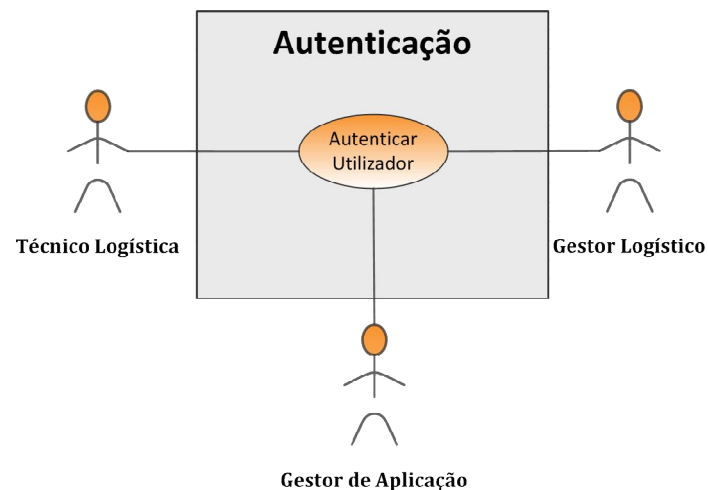 Autenticação
Autenticar
Utilizador
Técnico Logística
Gestor Logístico
Gestor de Aplicação